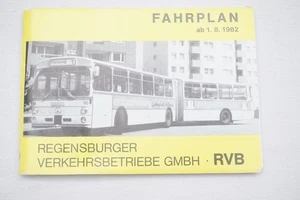 FAHRPLAN
ab 1. 8. 1982
REGENSBURGER
VERKEHRSBETRIEBE GMBH · RVB